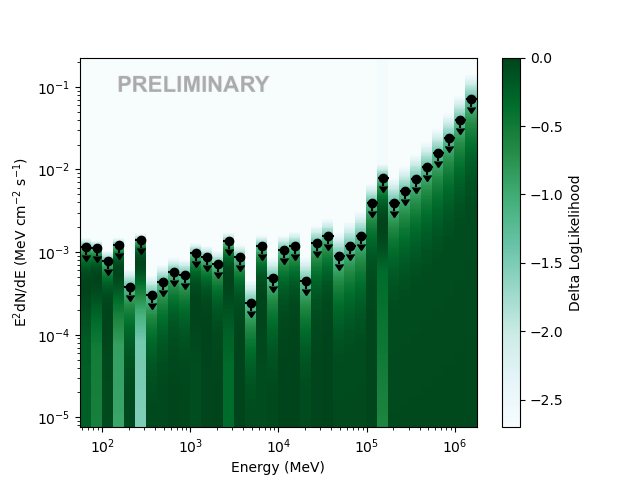 PRELIMINARY
10⁻¹
10⁻²
10⁻³
10⁻⁴
10⁻⁵
E²dN/dE (MeV cm⁻² s⁻¹)
10² 10³ 10⁴ 10⁵ 10⁶
Energy (MeV)
0.0
−0.5
−1.0
−1.5
−2.0
−2.5
Delta LogLikelihood